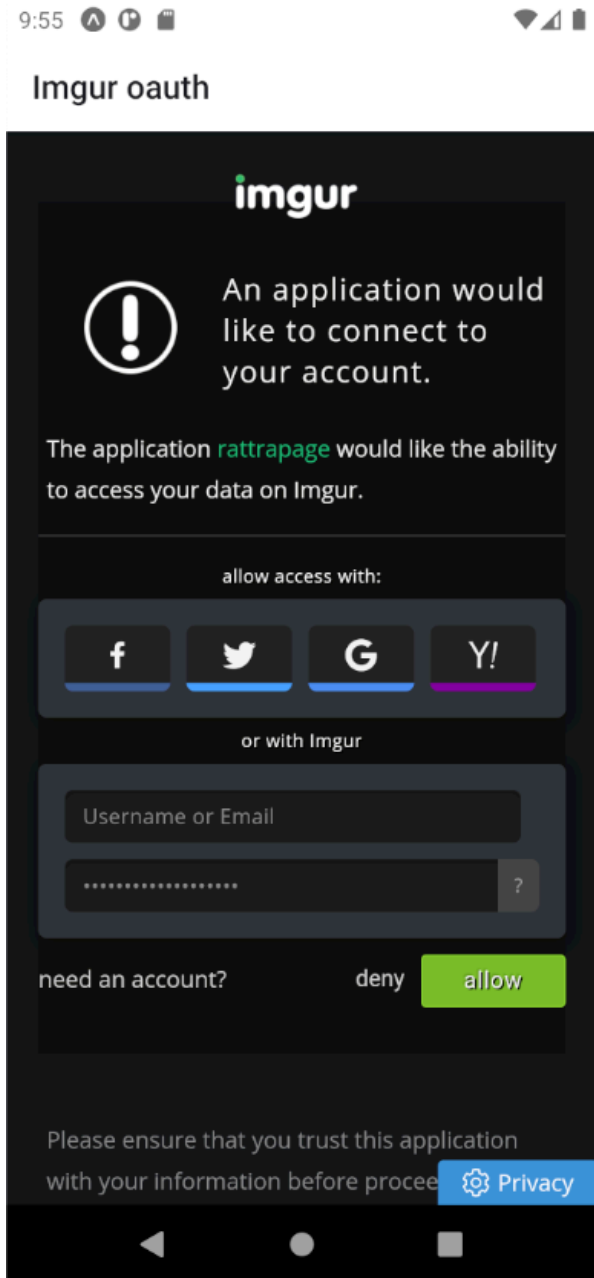 9:55
Imgur oauth
imgur
An application would
like to connect to
your account.
The application rattrapage would like the ability
to access your data on Imgur.
allow access with:
f G Y!
or with Imgur
Username or Email
?
need an account? deny allow
Please ensure that you trust this application
with your information before procee
Privacy